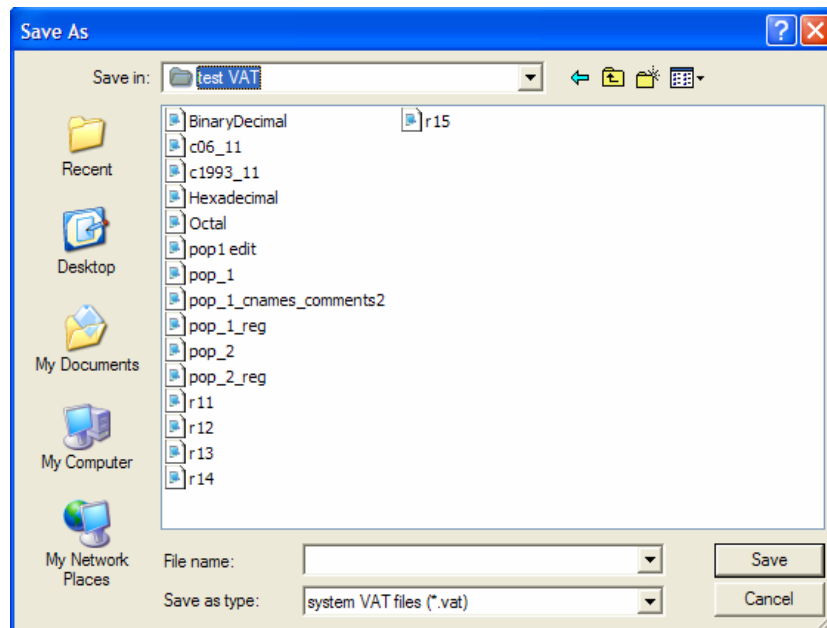 Save As
Save in:
test VAT
Recent
Desktop
My Documents
My Computer
My Network
Places
BinaryDecimal
c06_11
c1993_11
Hexadecimal
Octal
pop1 edit
pop_1
pop_1_cnames_comments2
pop_1_reg
pop_2
pop_2_reg
r11
r12
r13
r14
r15
File name:
Save
Save as type:
system VAT files (*.vat)
Cancel